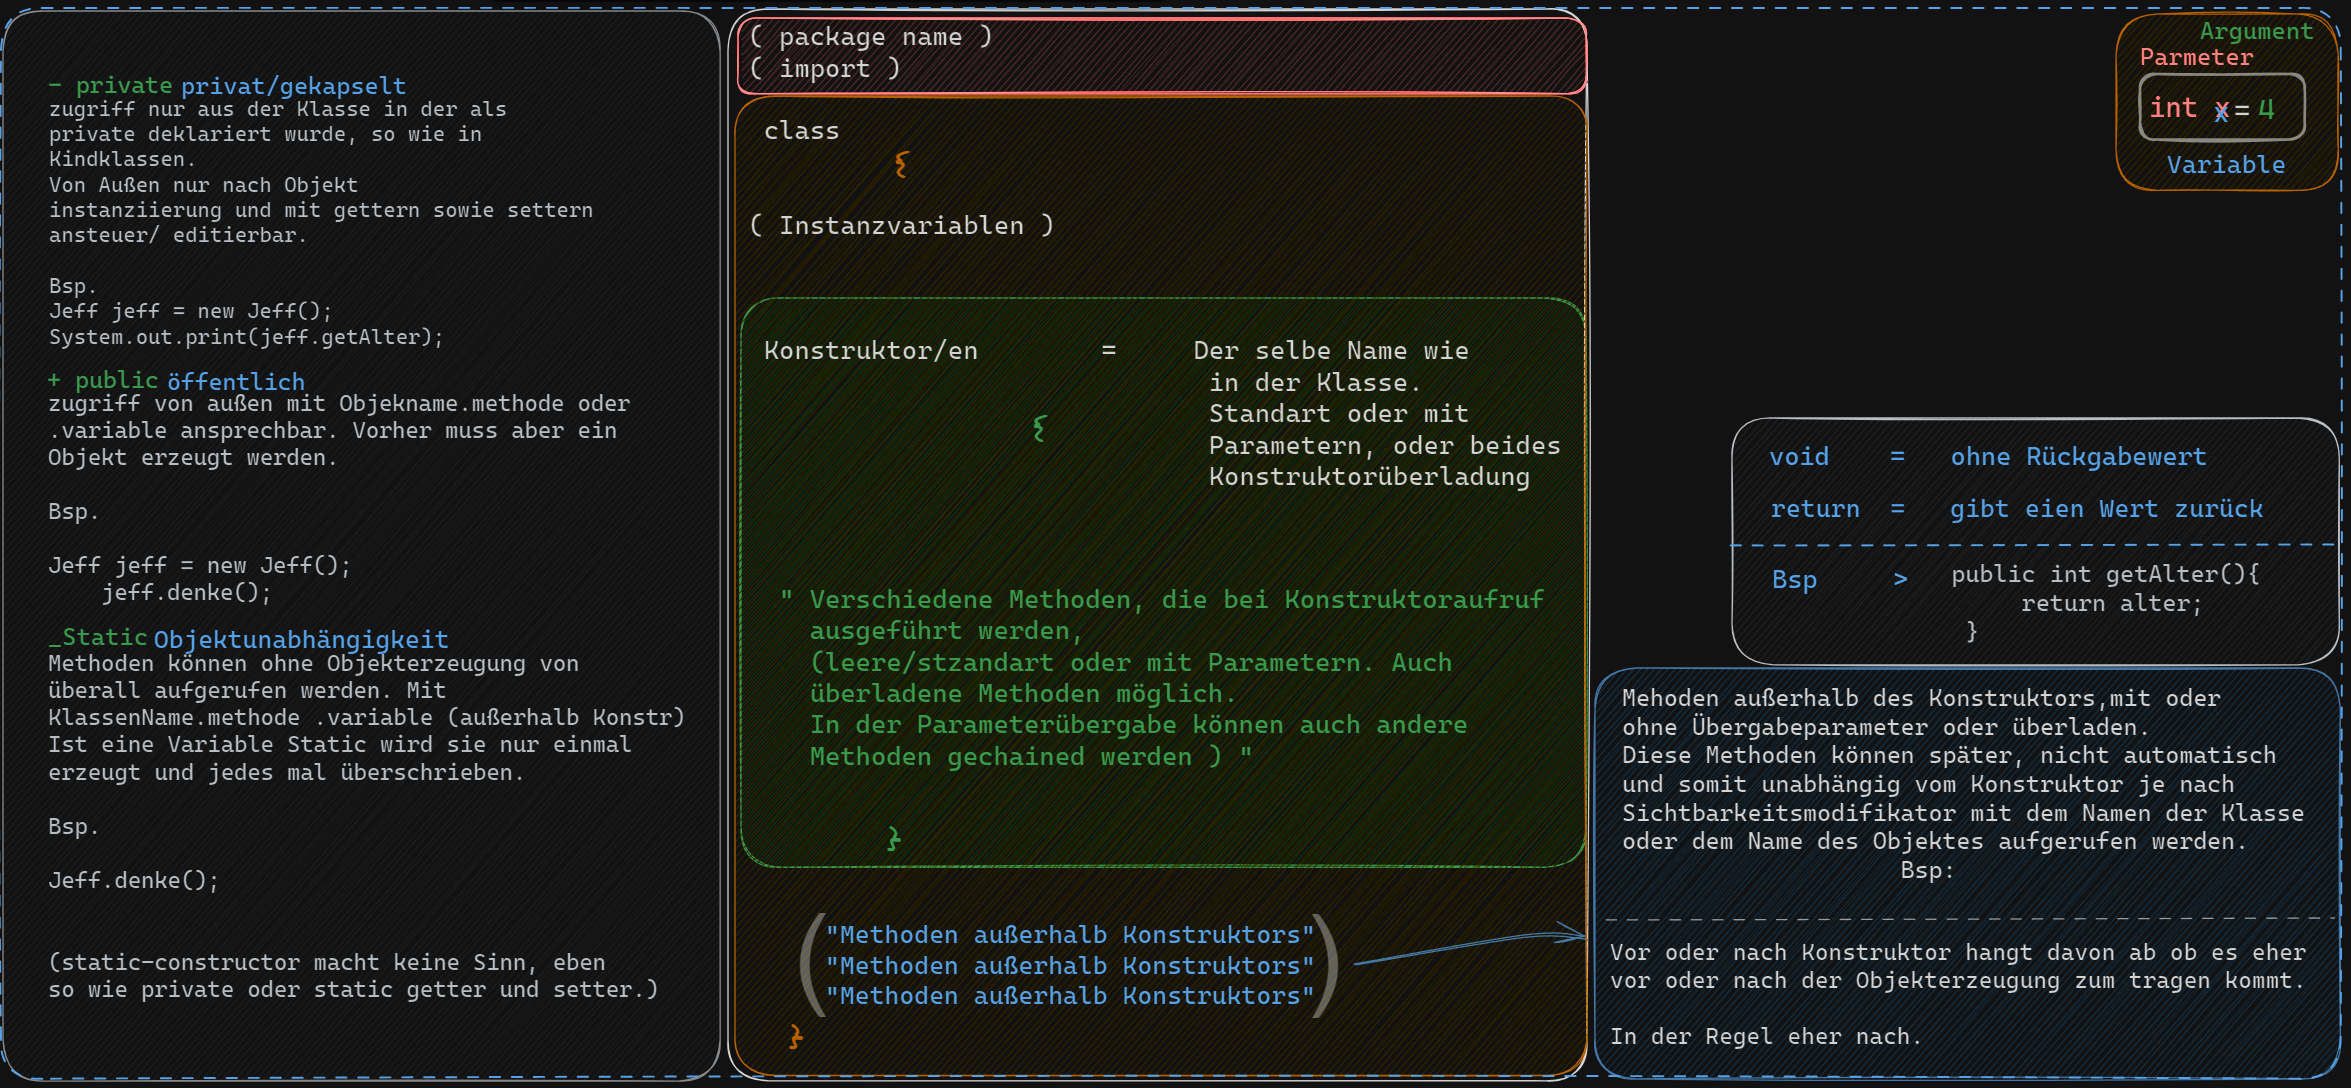 - private privat/gekapselt
zugriff nur aus der Klasse in der als
private deklariert wurde, so wie in
Kindklassen.
Von Außen nur nach Objekt
instanziierung und mit gettern sowie settern
ansteuer/ editierbar.
Bsp.
Jeff jeff = new Jeff();
System.out.print(jeff.getAlter);
+ public öffentlich
zugriff von außen mit Objekname.methode oder
.variable ansprechbar. Vorher muss aber ein
Objekt erzeugt werden.
Bsp.
Jeff jeff = new Jeff();
jeff.denke();
_Static Objektunabhängigkeit
Methoden können ohne Objekterzeugung von
überall aufgerufen werden. Mit
KlassenName.methode .variable (außerhalb Konstr)
Ist eine Variable Static wird sie nur einmal
erzeugt und jedes mal überschrieben.
Bsp.
Jeff.denke();
(static-constructor macht keine Sinn, eben
so wie private oder static getter und setter.)
( package name )
( import )
class
{
( Instanzvariablen )
Konstruktor/en = Der selbe Name wie
in der Klasse.
Standart oder mit
{
Parametern, oder beides
Konstruktorüberladung
" Verschiedene Methoden, die bei Konstruktoraufruf
ausgeführt werden,
(leere/stzandart oder mit Parametern. Auch
überladene Methoden möglich.
In der Parameterübergabe können auch andere
Methoden gechained werden ) "
}
("Methoden außerhalb Konstruktors"
"Methoden außerhalb Konstruktors"
"Methoden außerhalb Konstruktors")
}
Argument
Parmeter
int x = 4
Variable
void = ohne Rückgabewert
return = gibt eien Wert zurück
Bsp > public int getAlter(){
return alter;
}
Mehoden außerhalb des Konstruktors,mit oder
ohne Übergabeparameter oder überladen.
Diese Methoden können später, nicht automatisch
und somit unabhängig vom Konstruktor je nach
Sichtbarkeitsmodifikator mit dem Namen der Klasse
oder dem Name des Objektes aufgerufen werden.
Bsp:
Vor oder nach Konstruktor hangt davon ab ob es eher
vor oder nach der Objekterzeugung zum tragen kommt.
In der Regel eher nach.